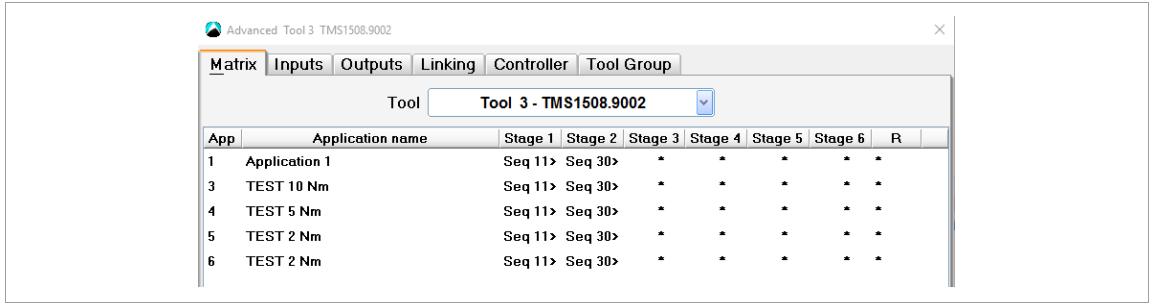 Advanced Tool 3 TMS1508.9002
Matrix Inputs Outputs Linking Controller Tool Group
Tool Tool 3 - TMS1508.9002
App Application name Stage 1 Stage 2 Stage 3 Stage 4 Stage 5 Stage 6 R
1 Application 1 Seq 11> Seq 30> * * * * *
3 TEST 10 Nm Seq 11> Seq 30> * * * * *
4 TEST 5 Nm Seq 11> Seq 30> * * * * *
5 TEST 2 Nm Seq 11> Seq 30> * * * * *
6 TEST 2 Nm Seq 11> Seq 30> * * * * *